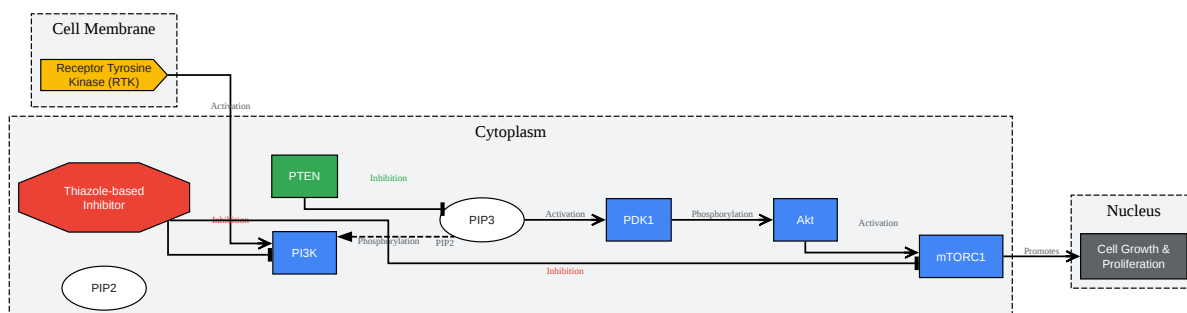 Cell Membrane
Receptor Tyrosine
Kinase (RTK)
Activation
Cytoplasm
Thiazole-based
Inhibitor
PTEN
Inhibition
Inhibition
PIP3
Activation
PDK1
Phosphorylation
Akt
Activation
Phosphorylation
PIP2
PI3K
Inhibition
mTORC1
Promotes
Nucleus
Cell Growth &
Proliferation
PIP2